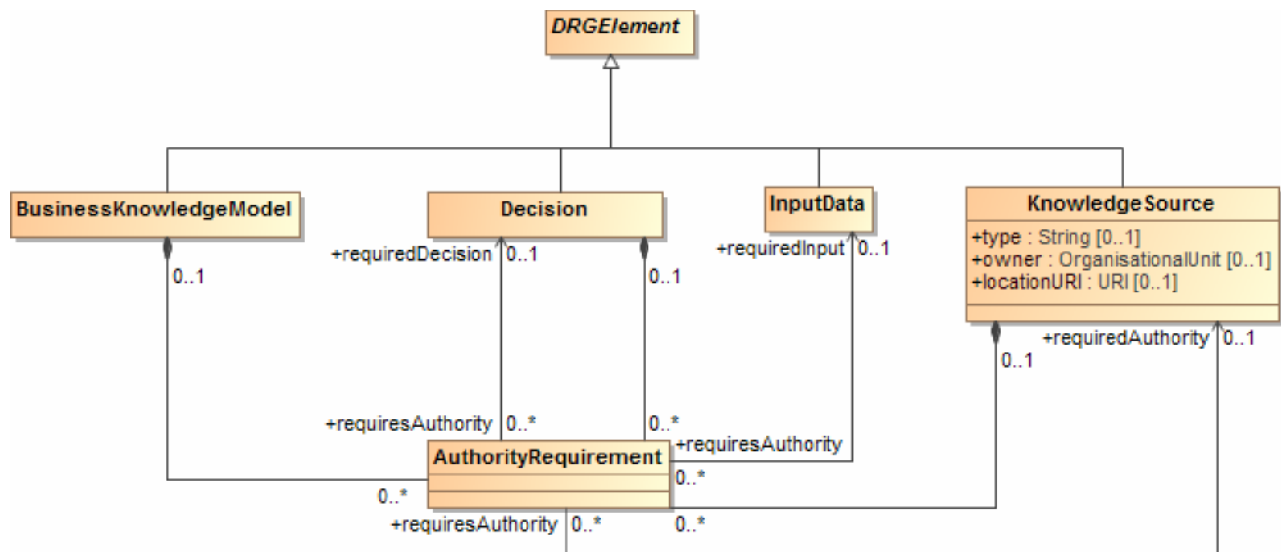 DRGElement
BusinessKnowledgeModel
Decision
InputData
KnowledgeSource
+type : String [0..1]
+owner : OrganisationalUnit [0..1]
+locationURI : URI [0..1]
0..1
+requiredDecision 0..1
0..1
+requiredInput 0..1
+requiredAuthority 0..1
0..1
+requiresAuthority 0..*
0..*
+requiresAuthority
0..*
AuthorityRequirement
0..*
+requiresAuthority 0..*
0..*